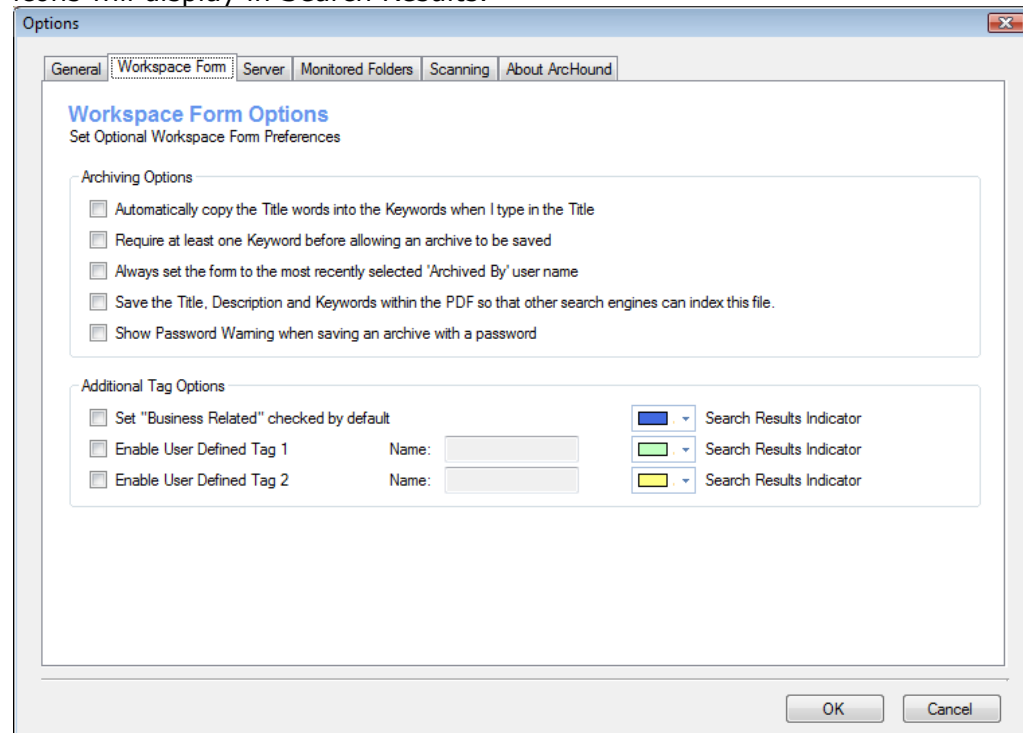 icons will display in Search Results.
Options
General Workspace Form Server Monitored Folders Scanning About ArcHound
Workspace Form Options
Set Optional Workspace Form Preferences
Archiving Options
Automatically copy the Title words into the Keywords when I type in the Title
Require at least one Keyword before allowing an archive to be saved
Always set the form to the most recently selected 'Archived By' user name
Save the Title, Description and Keywords within the PDF so that other search engines can index this file.
Show Password Warning when saving an archive with a password
Additional Tag Options
Set "Business Related" checked by default Search Results Indicator
Enable User Defined Tag 1 Name: Search Results Indicator
Enable User Defined Tag 2 Name: Search Results Indicator
OK Cancel